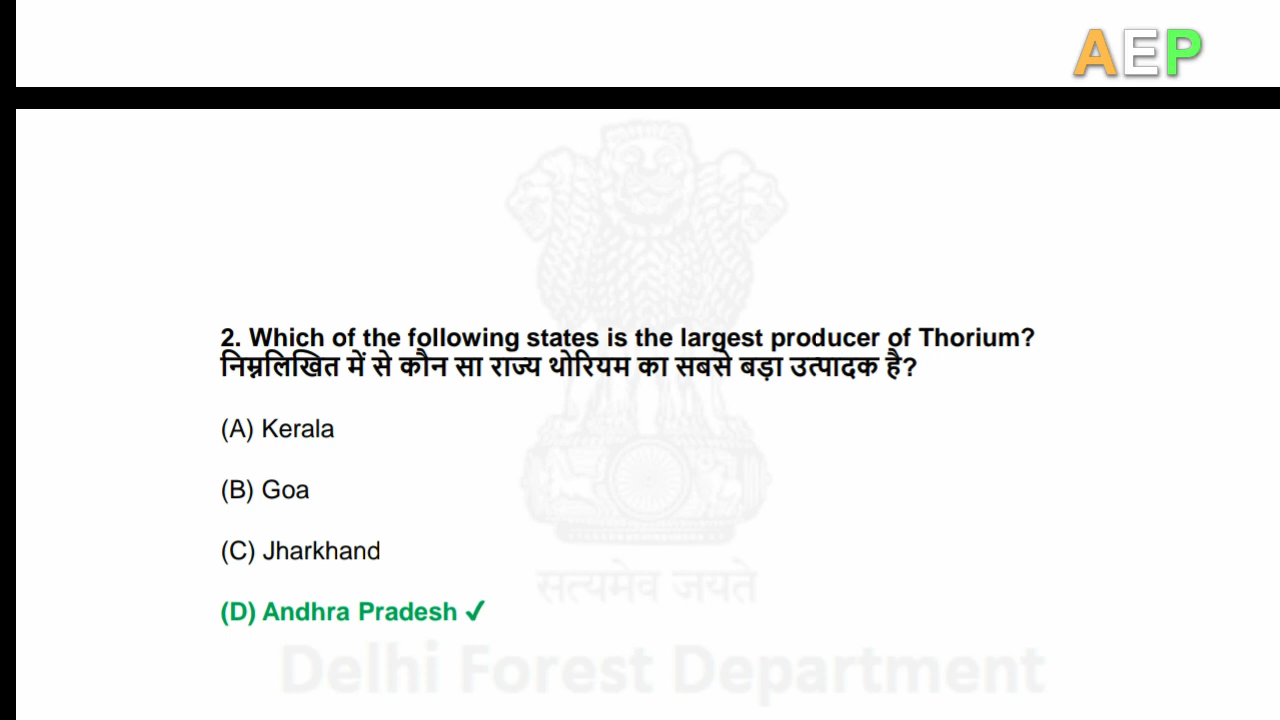 AEP
2. Which of the following states is the largest producer of Thorium?
निम्नलिखित में से कौन सा राज्य थोरियम का सबसे बड़ा उत्पादक है?
(A) Kerala
(B) Goa
(C) Jharkhand
(D) Andhra Pradesh ✓
सत्यमेव जयते
Delhi Forest Department